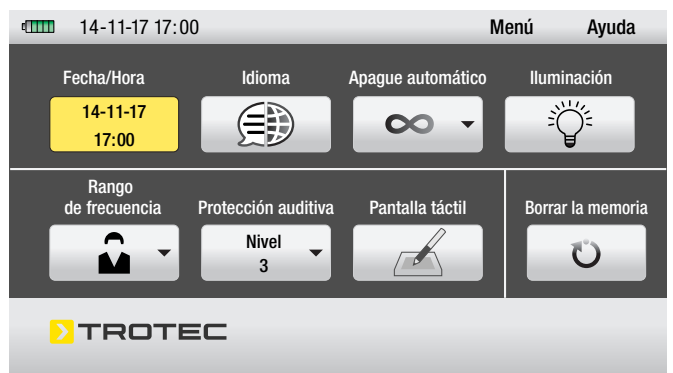 14-11-17 17:00 Menú Ayuda
Fecha/Hora Idioma Apague automático Iluminación
14-11-17
17:00
Rango
de frecuencia Protección auditiva Pantalla táctil Borrar la memoria
Nivel
3
TROTEC